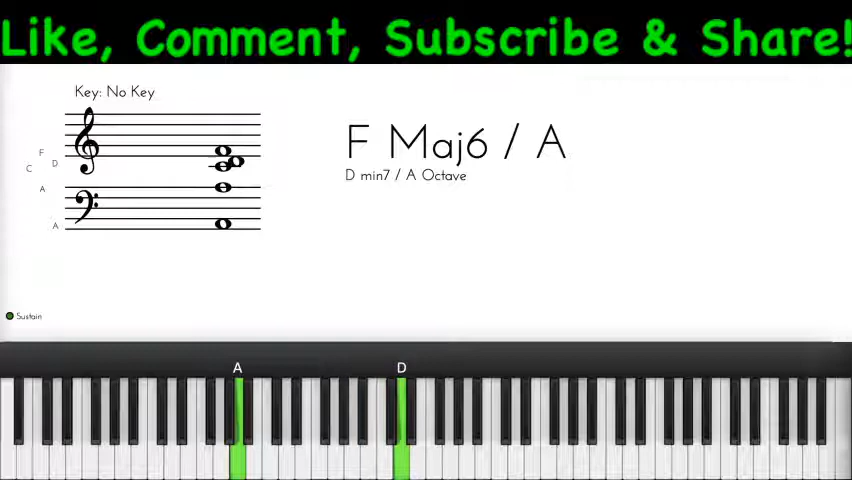 Like, Comment, Subscribe & Share!
Key: No Key
F Maj6 / A
D min7 / A Octave
F
D
C
A
A
Sustain
A D